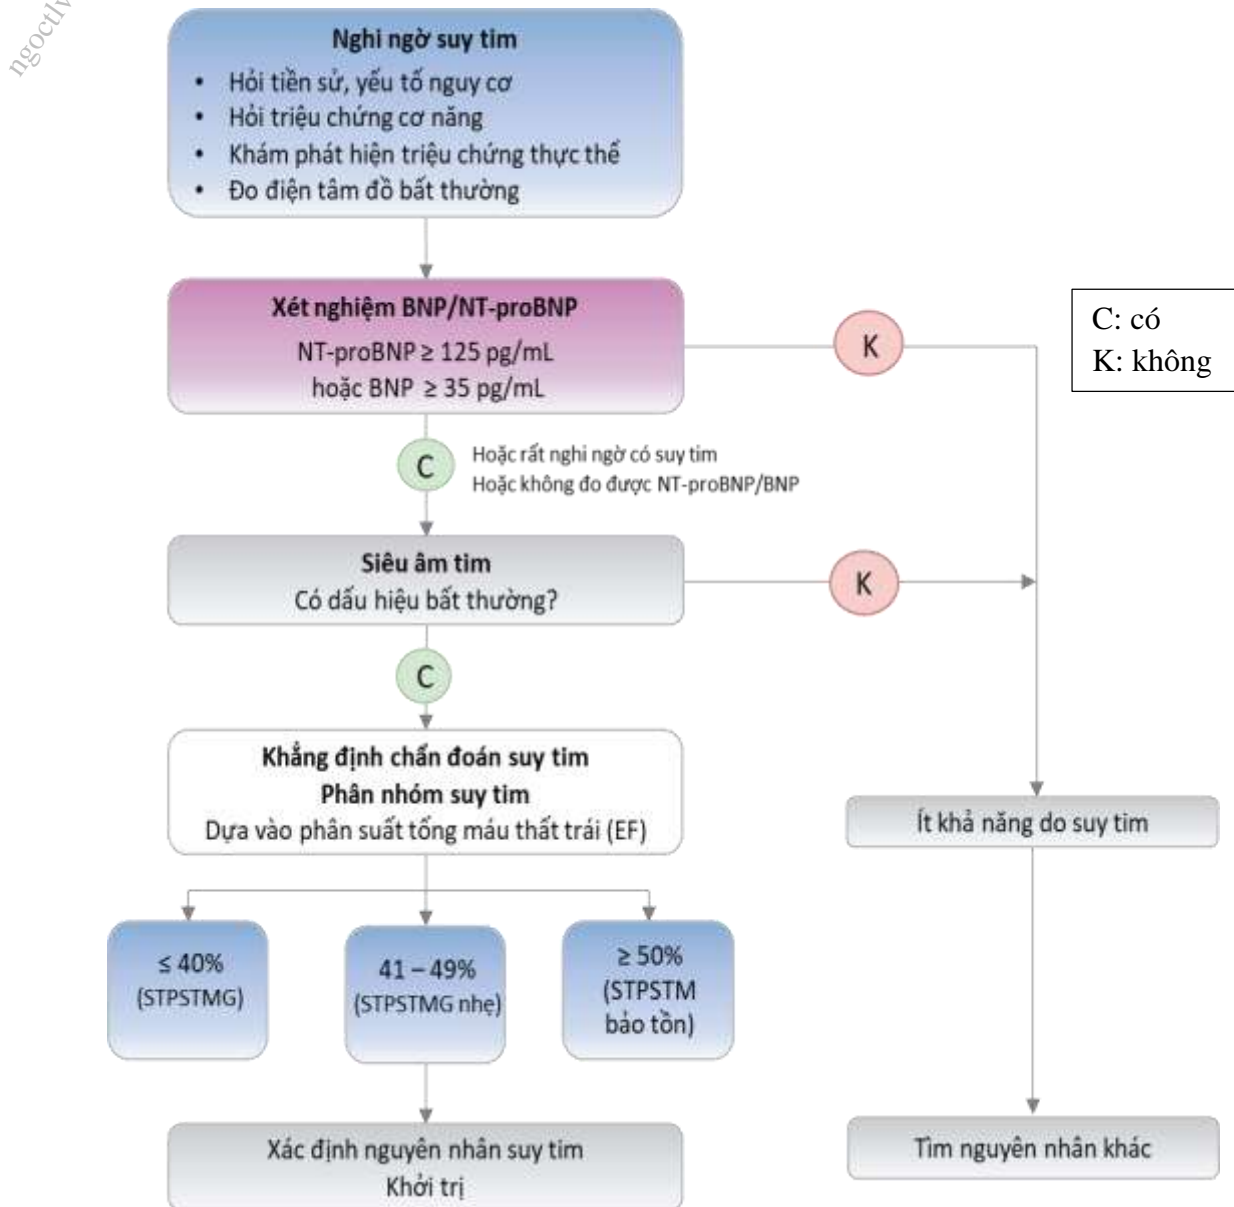 Nghi ngờ suy tim
• Hỏi tiền sử, yếu tố nguy cơ
• Hỏi triệu chứng cơ năng
• Khám phát hiện triệu chứng thực thể
• Đo điện tâm đồ bất thường
Xét nghiệm BNP/NT-proBNP
NT-proBNP ≥ 125 pg/mL
hoặc BNP ≥ 35 pg/mL
K
C: có
K: không
C
Hoặc rất nghi ngờ có suy tim
Hoặc không đo được NT-proBNP/BNP
Siêu âm tim
Có dấu hiệu bất thường?
K
C
Khẳng định chẩn đoán suy tim
Phân nhóm suy tim
Dựa vào phân suất tống máu thất trái (EF)
Ít khả năng do suy tim
≤ 40%
(STPSTMG)
41 – 49%
(STPSTMG nhẹ)
≥ 50%
(STPSTM
bảo tồn)
Xác định nguyên nhân suy tim
Khởi trị
Tìm nguyên nhân khác